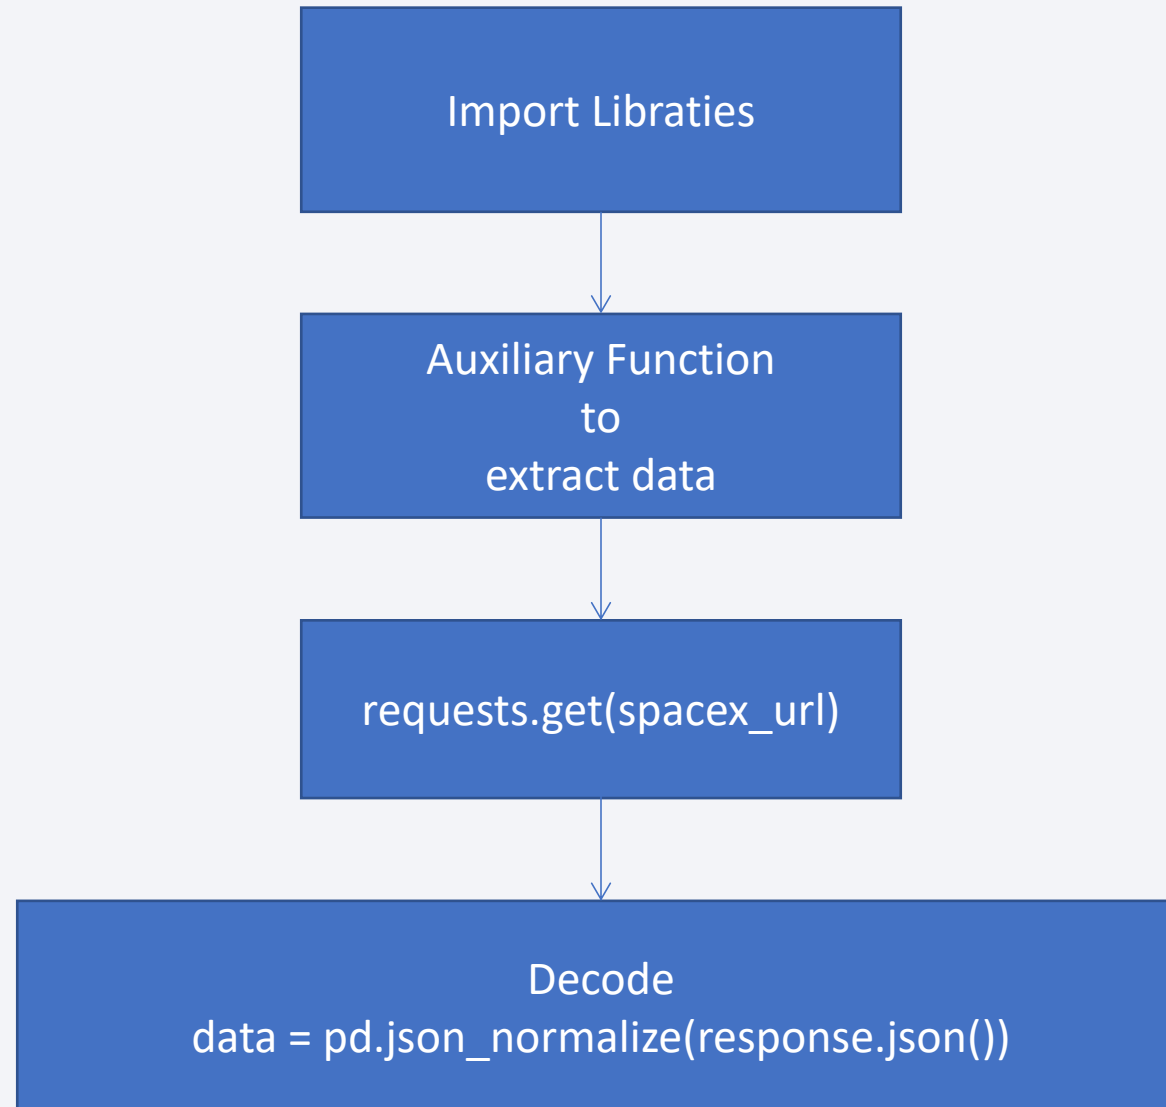 Import Libraties
Auxiliary Function
to
extract data
requests.get(spacex_url)
Decode
data = pd.json_normalize(response.json())